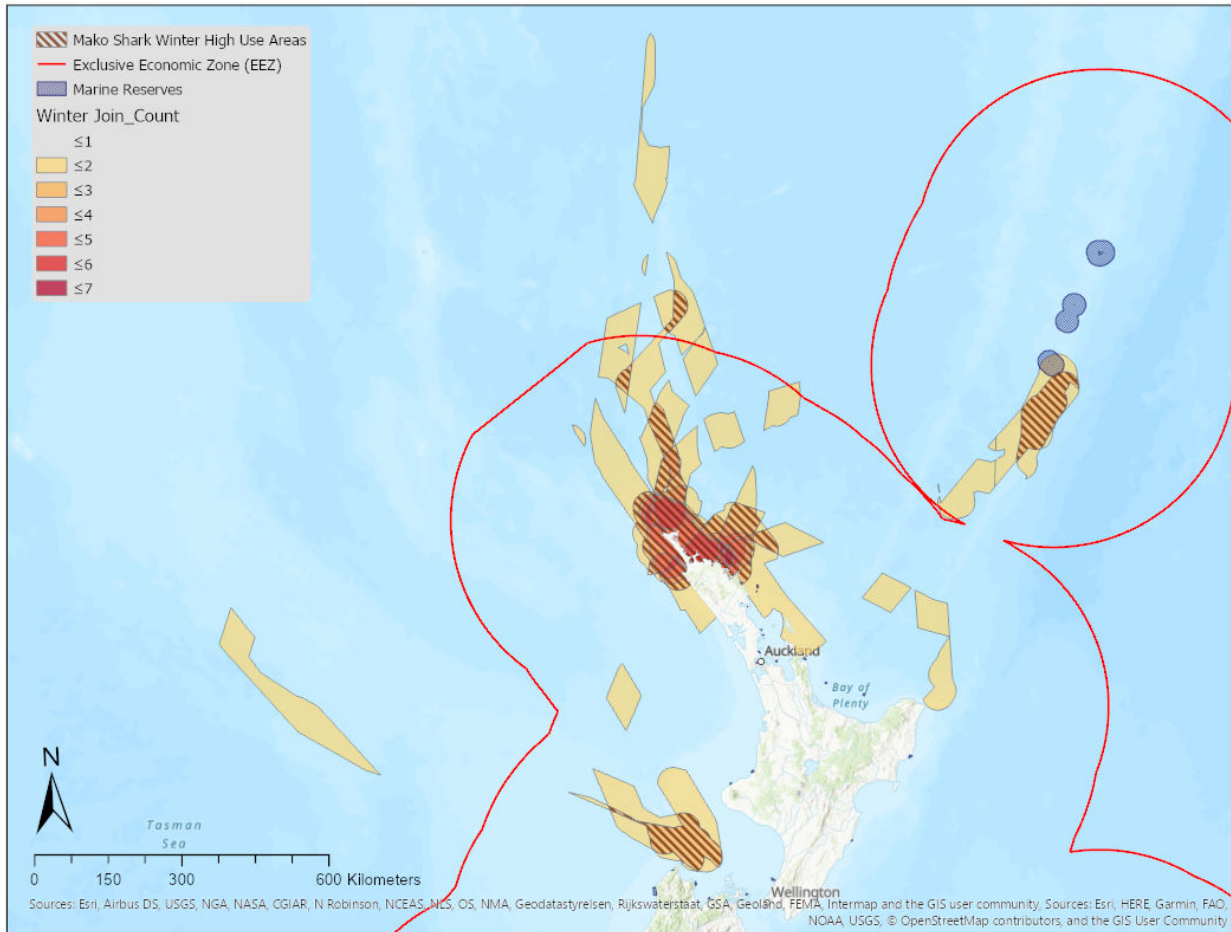 Mako Shark Winter High Use Areas
Exclusive Economic Zone (EEZ)
Marine Reserves
Winter Join_Count
≤1
≤2
≤3
≤4
≤5
≤6
≤7
Auckland
Bay of
Plenty
N
Tasman
Sea
0 150 300 600 Kilometers
Wellington
Sources: Esri, Airbus DS, USGS, NGA, NASA, CGIAR, N Robinson, NCEAS, NLS, OS, NMA, Geodatastyrelsen, Rijkswaterstaat, GSA, Geoland, FEMA, Intermap and the GIS user community, Sources: Esri, HERE, Garmin, FAO,
NOAA, USGS, © OpenStreetMap contributors, and the GIS User Community